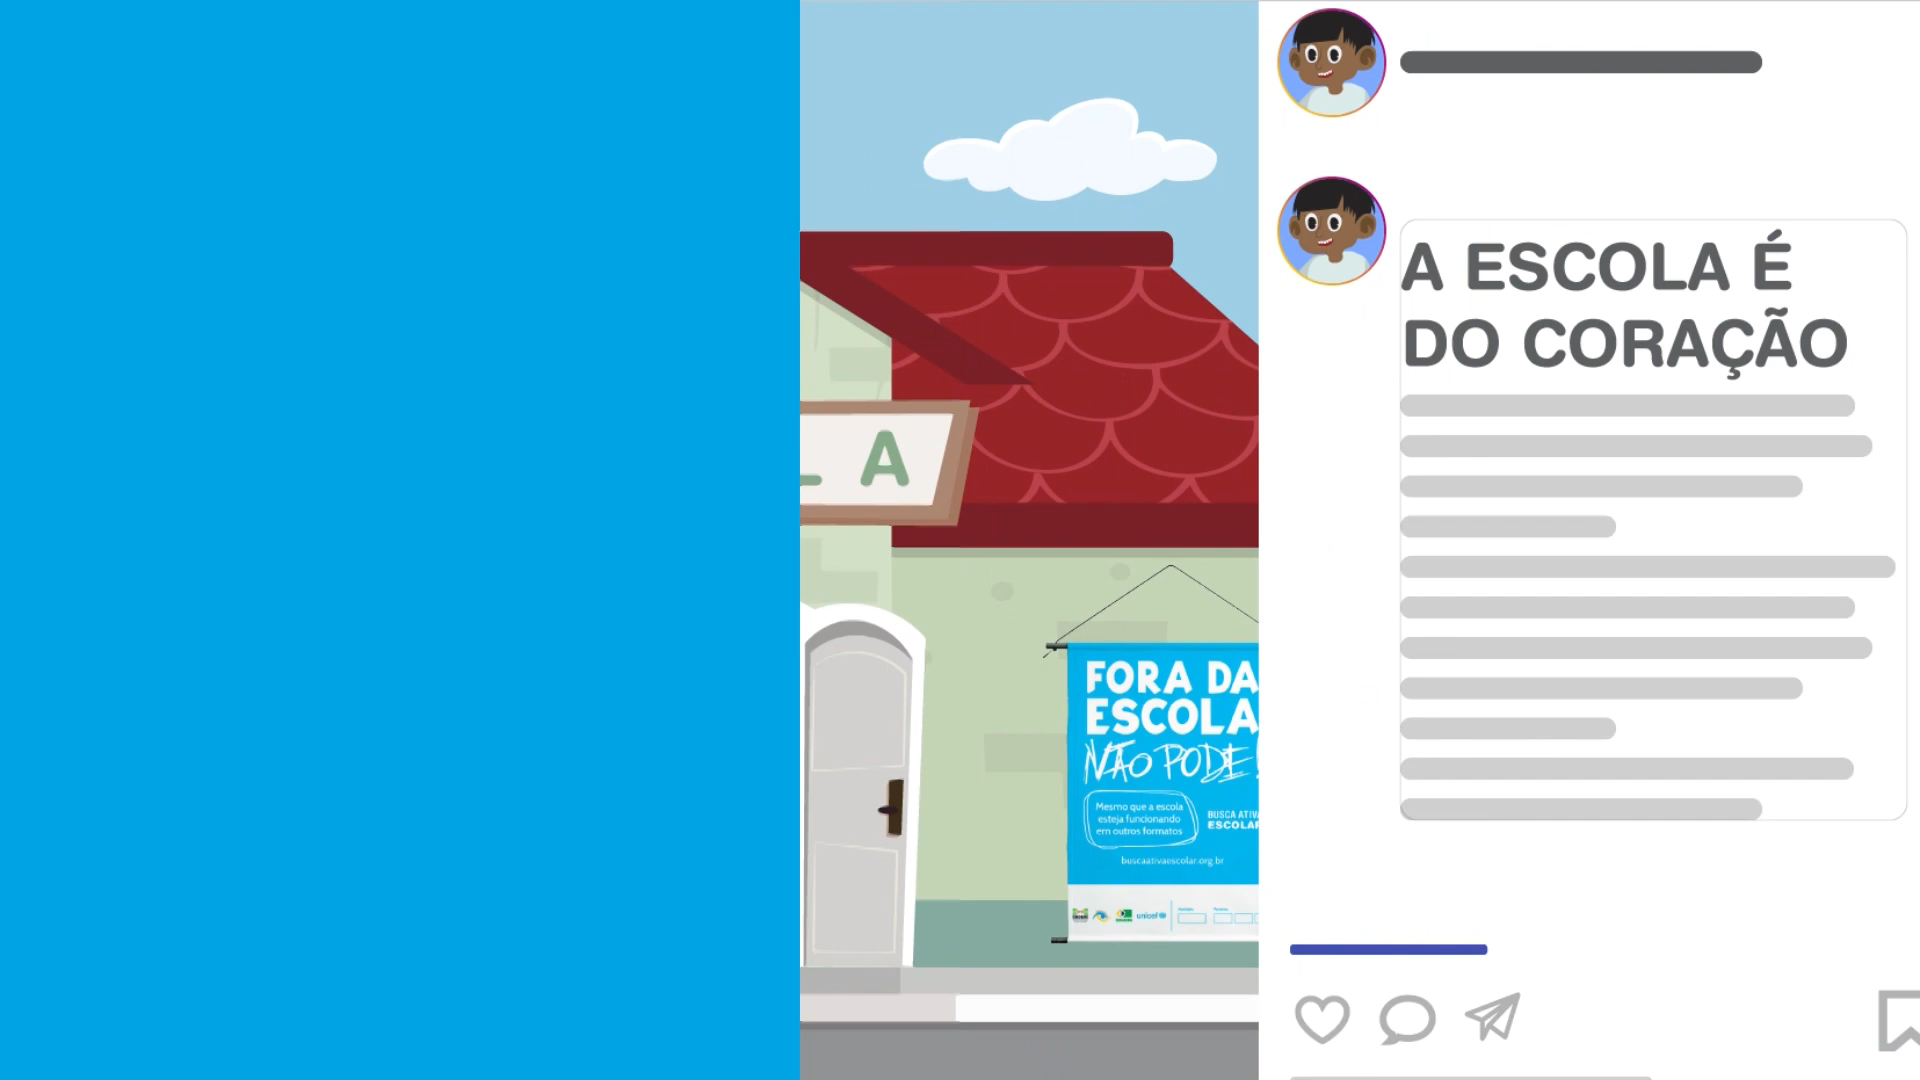 A ESCOLA É
DO CORAÇÃO
A
FORA DA
ESCOLA
NÃO PODE!
Mesmo que a escola
esteja funcionando
em outros formatos
BUSCA ATIV
ESCOLAR
buscaativaescolar.org.br
unicef